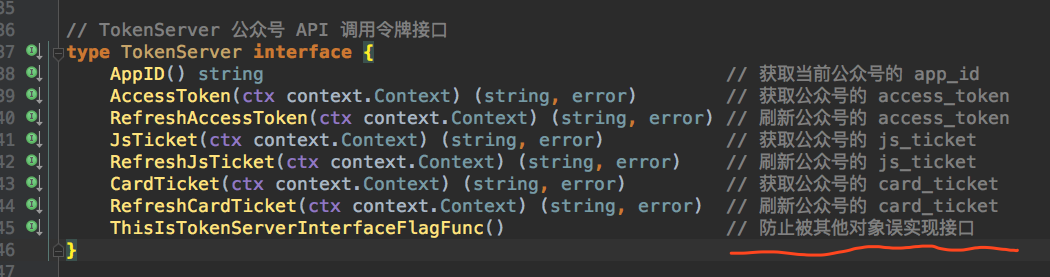 35
36 // TokenServer 公众号 API 调用令牌接口
37 type TokenServer interface {
38 AppID() string // 获取当前公众号的 app_id
39 AccessToken(ctx context.Context) (string, error) // 获取公众号的 access_token
40 RefreshAccessToken(ctx context.Context) (string, error) // 刷新公众号的 access_token
41 JsTicket(ctx context.Context) (string, error) // 获取公众号的 js_ticket
42 RefreshJsTicket(ctx context.Context) (string, error) // 刷新公众号的 js_ticket
43 CardTicket(ctx context.Context) (string, error) // 获取公众号的 card_ticket
44 RefreshCardTicket(ctx context.Context) (string, error) // 刷新公众号的 card_ticket
45 ThisIsTokenServerInterfaceFlagFunc() // 防止被其他对象误实现接口
46 }
47